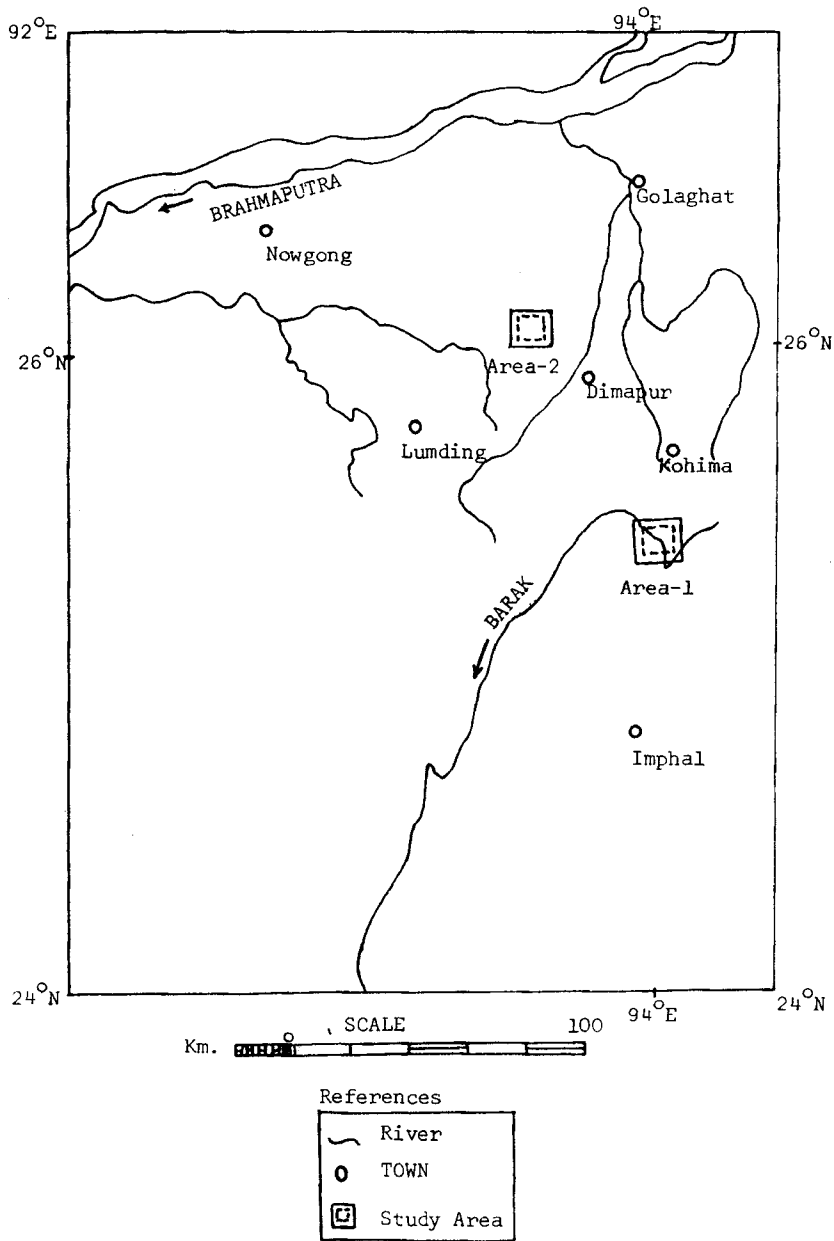 92°E
94°E
BRAHMAPUTRA
Golaghat
Nowgong
26°N
26°N
Area-2
Dimapur
Lumding
Kohima
Area-1
BARAK
Imphal
24°N
94°E
24°N
SCALE
0
100
Km.
References
River
TOWN
Study Area